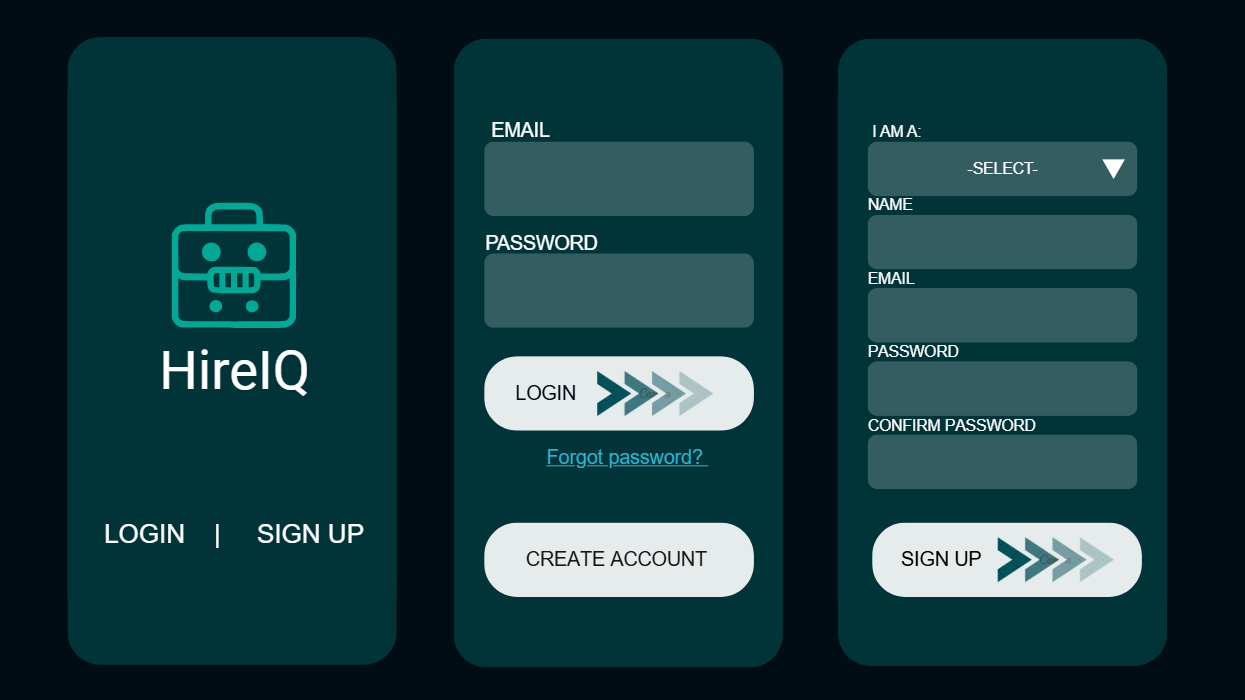 HireIQ
LOGIN | SIGN UP
EMAIL
PASSWORD
LOGIN
Forgot password?
CREATE ACCOUNT
I AM A:
-SELECT-
NAME
EMAIL
PASSWORD
CONFIRM PASSWORD
SIGN UP